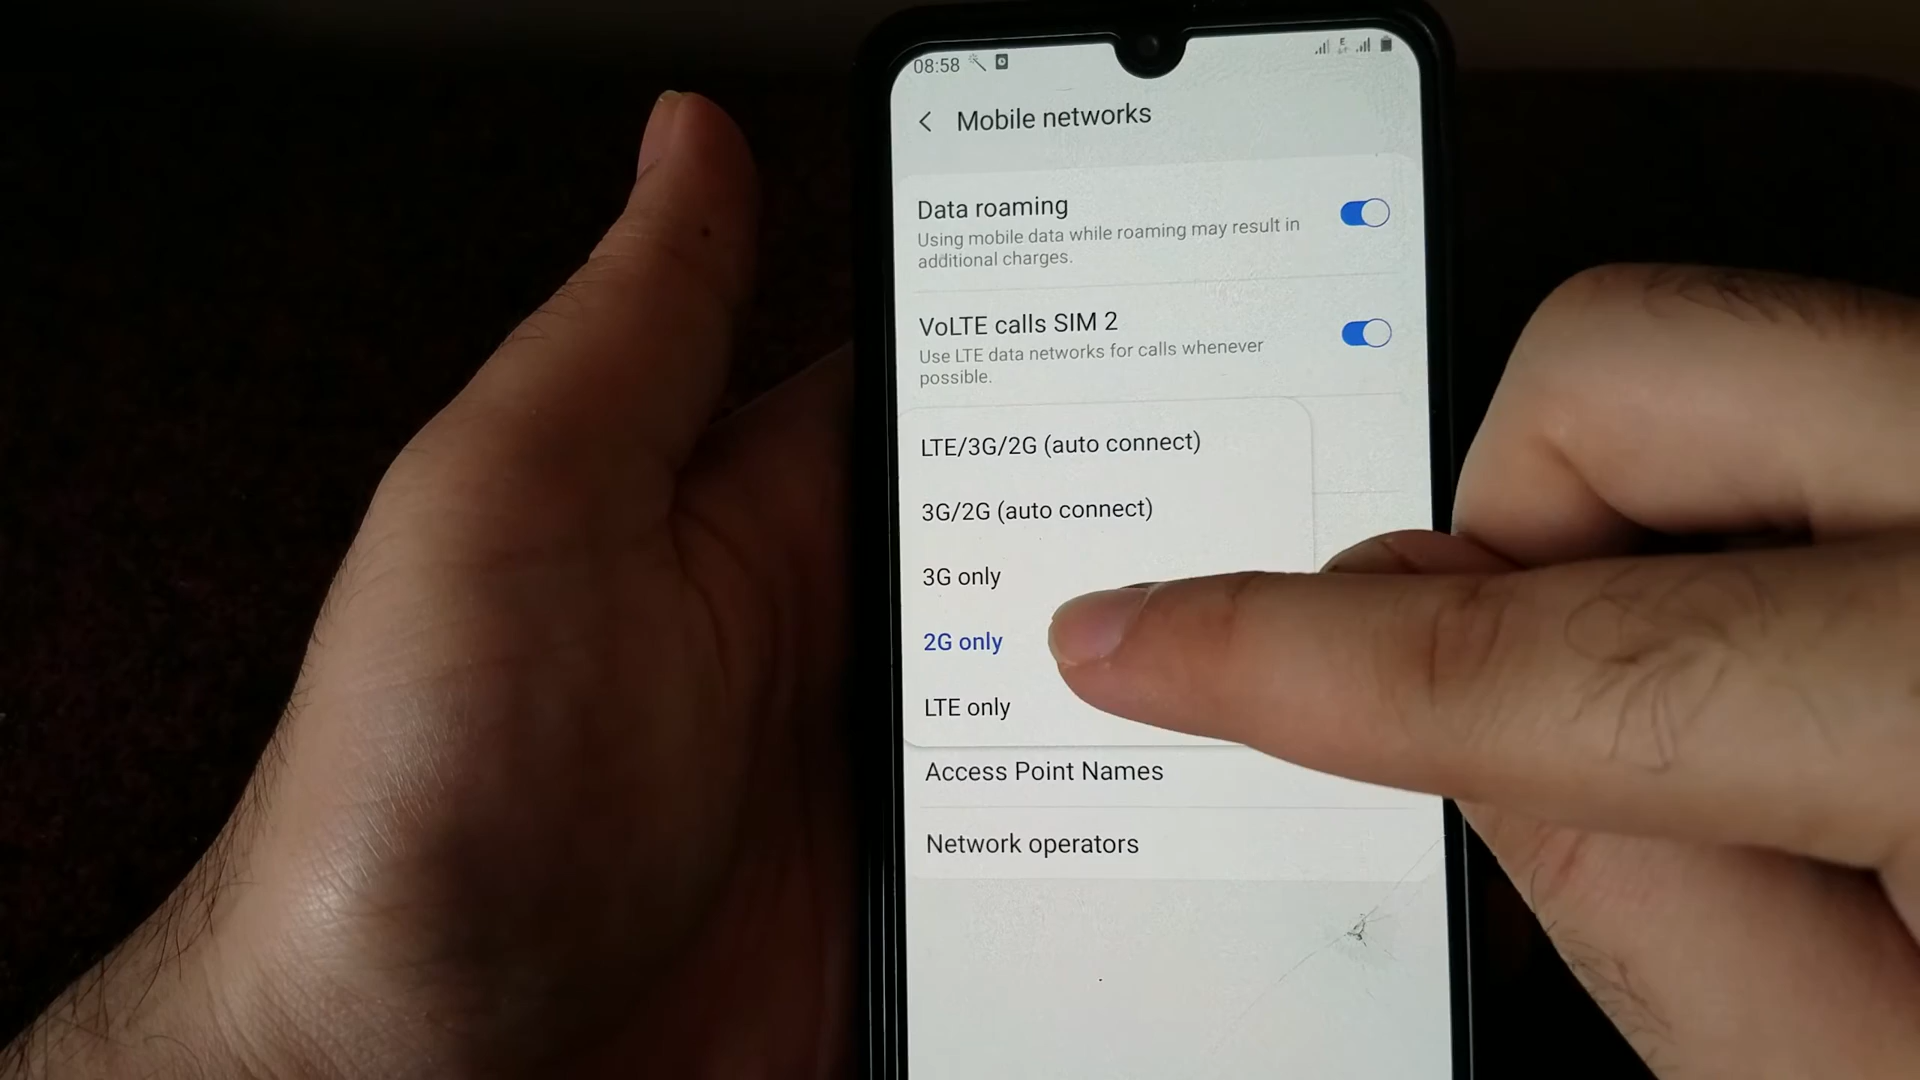 08:58
E
Mobile networks
Data roaming
Using mobile data while roaming may result in
additional charges.
VoLTE calls SIM 2
Use LTE data networks for calls whenever
possible.
LTE/3G/2G (auto connect)
3G/2G (auto connect)
3G only
2G only
LTE only
Access Point Names
Network operators